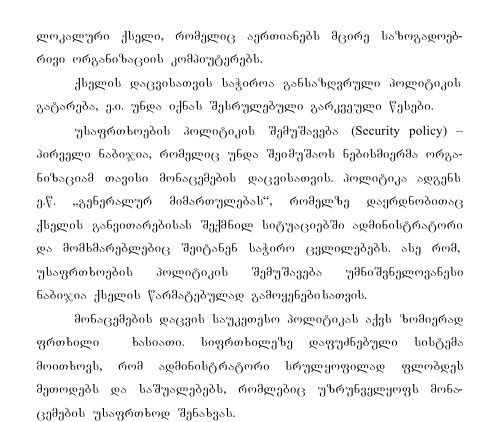 ლოკალური ქსელი, რომელიც აერთიანებს მცირე საზოგადოებ-
რივი ორგანიზაციის კომპიუტერებს.
ქსელის დაცვისათვის საჭიროა განსაზღვრული პოლიტიკის
გატარება, ე.ი. უნდა იქნას შესრულებული გარკვეული წესები.
უსაფრთხოების პოლიტიკის შემუშავება (Security policy) –
პირველი ნაბიჯია, რომელიც უნდა შეიმუშაოს ნებისმიერმა ორგა-
ნიზაციამ თავისი მონაცემების დაცვისათვის. პოლიტიკა ადგენს
ე.წ. „გენერალურ მიმართულებას“, რომელზე დაყრდნობითაც
ქსელის განვითარებისას შექმნილ სიტუაციებში ადმინისტრატორი
და მომხმარებლებიც შეიტანენ საჭირო ცვლილებებს. ასე რომ,
უსაფრთხოების პოლიტიკის შემუშავება უმნიშვნელოვანესი
ნაბიჯია ქსელის წარმატებულად გამოყენებისათვის.
მონაცემების დაცვის საუკეთესო პოლიტიკას აქვს ზომიერად
ფრთხილი ხასიათი. სიფრთხილეზე დაფუძნებული სისტემა
მოითხოვს, რომ ადმინისტრატორი სრულყოფილად ფლობდეს
მეთოდებს და საშუალებებს, რომლებიც უზრუნველყოფს მონა-
ცემების უსაფრთხოდ შენახვას.